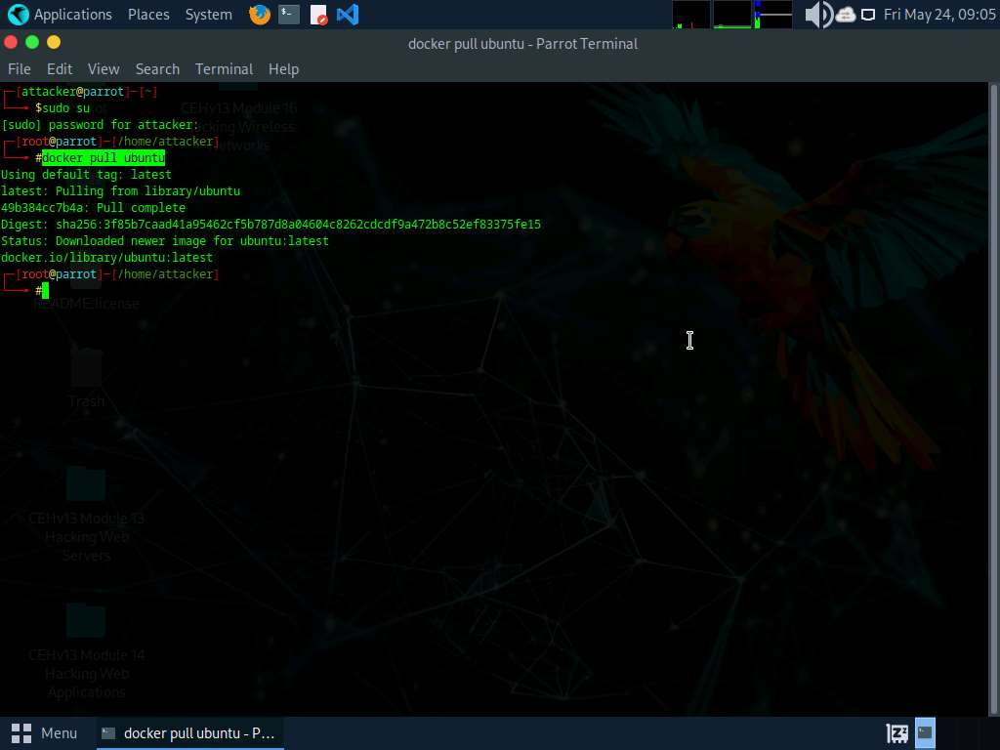 Applications Places System Fri May 24, 09:05
docker pull ubuntu - Parrot Terminal
File Edit View Search Terminal Help
┌─[attacker@parrot]─[~]
└──╼ $sudo su
[sudo] password for attacker:
┌─[root@parrot]─[/home/attacker]
└──╼ #docker pull ubuntu
Using default tag: latest
latest: Pulling from library/ubuntu
49b384cc7b4a: Pull complete
Digest: sha256:3f85b7caad41a95462cf5b787d8a04604c8262cdcdf9a472b8c52ef83375fe15
Status: Downloaded newer image for ubuntu:latest
docker.io/library/ubuntu:latest
┌─[root@parrot]─[/home/attacker]
└──╼ #
CEHv13 Module 16
Hacking Wireless
Networks
README.license
Trash
CEHv13 Module 13
Hacking Web
Servers
CEHv13 Module 14
Hacking Web
Applications
Menu docker pull ubuntu - P...